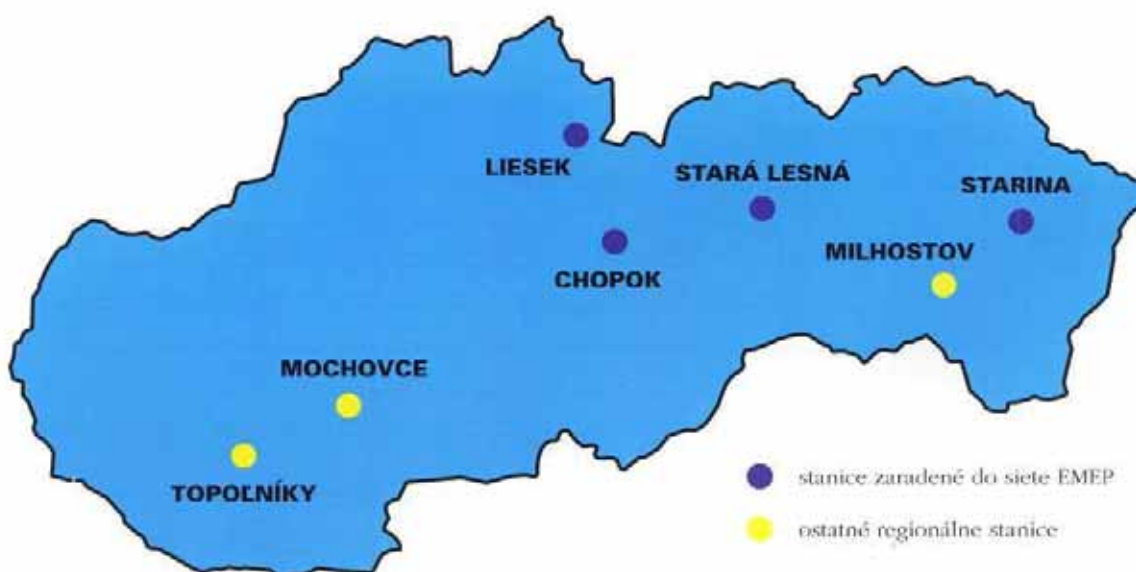 LIESEK
STARÁ LESNÁ
STARINA
MILHOSTOV
CHOPOK
MOCHOVCE
TOPOĽNÍKY
stanice zaradené do siete EMEP
ostatné regionálne stanice